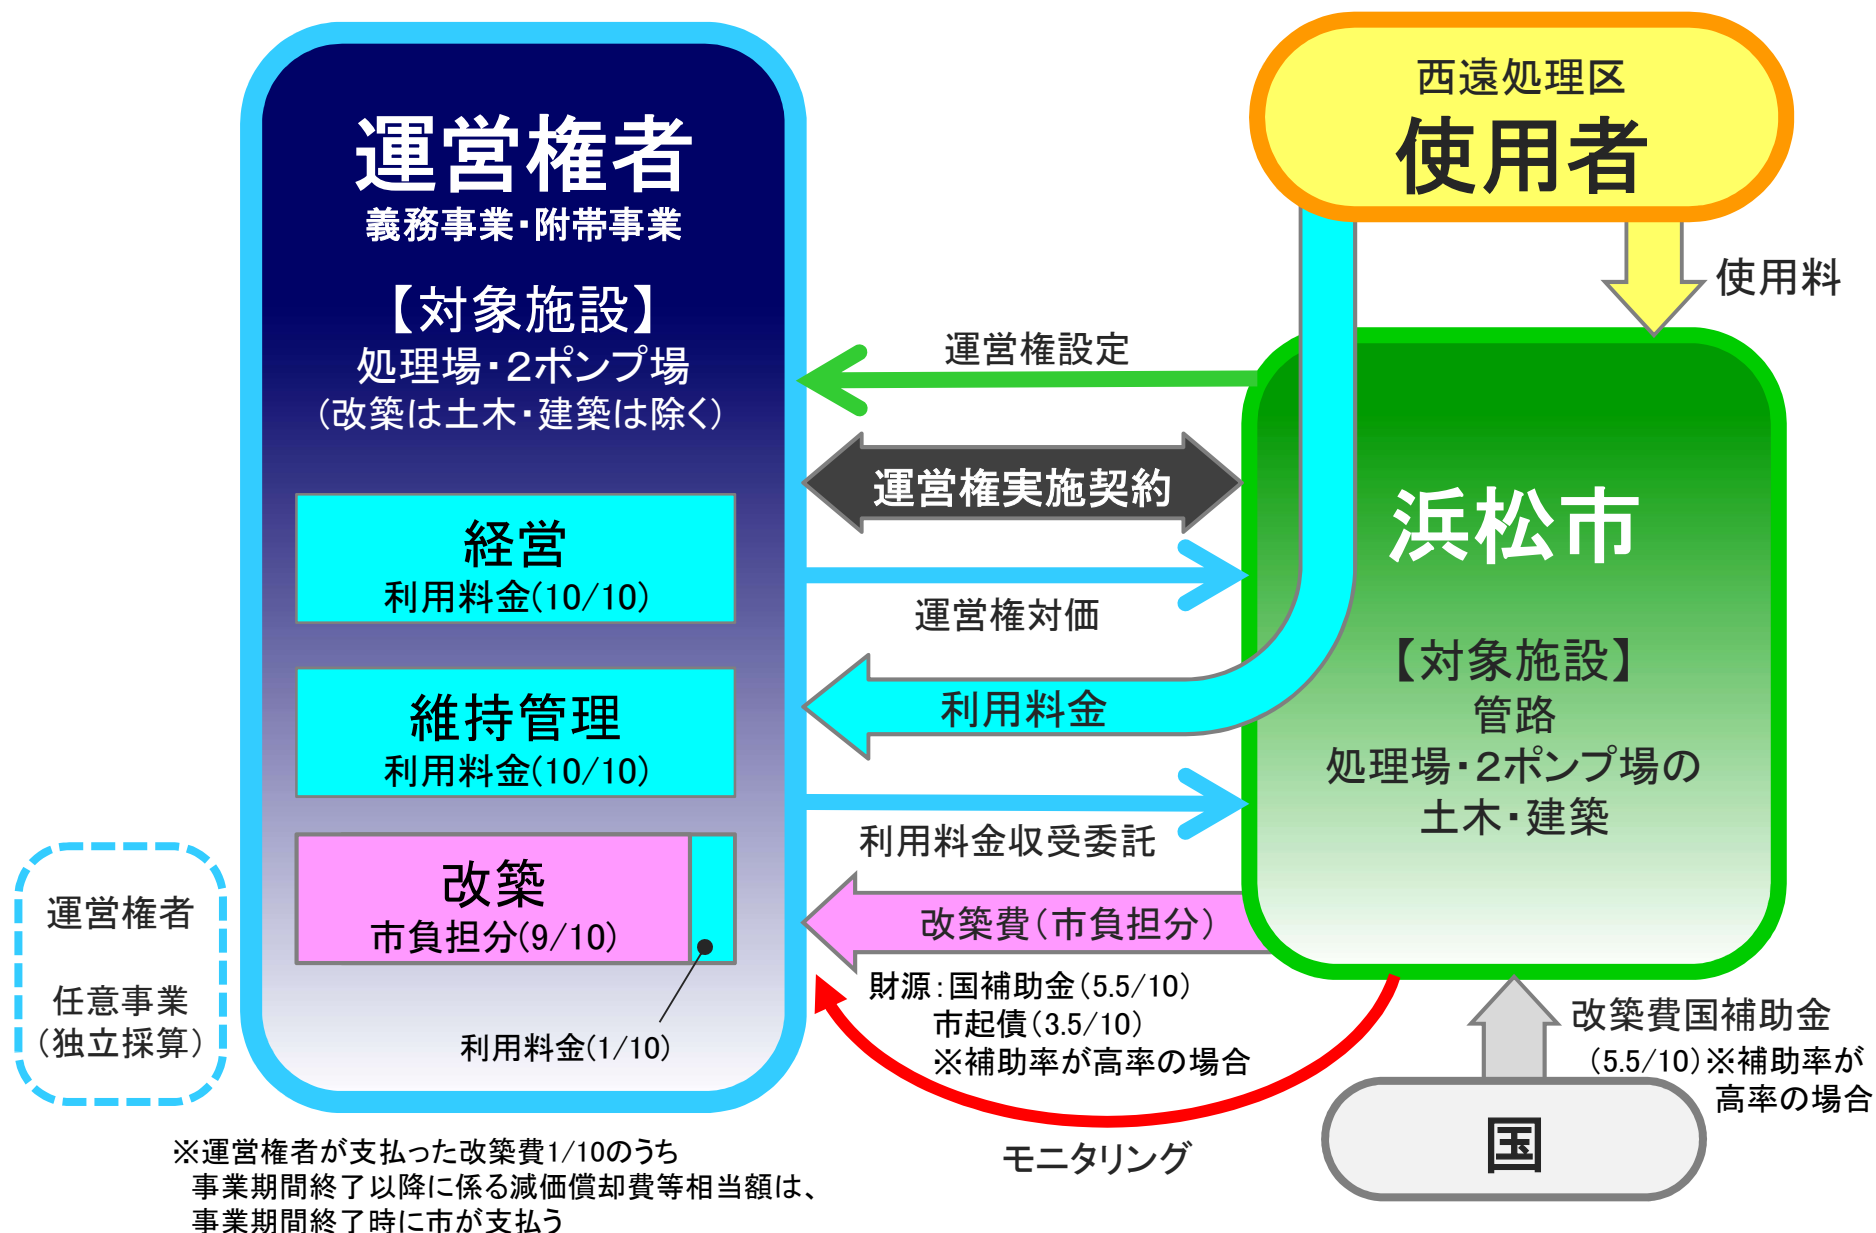 運営権者
義務事業・附帯事業
【対象施設】
処理場・２ポンプ場
（改築は土木・建築は除く）
経営
利用料金(10/10)
維持管理
利用料金(10/10)
改築
市負担分(9/10)
利用料金(1/10)
運営権者
任意事業
（独立採算）
※運営権者が支払った改築費1/10のうち
事業期間終了以降に係る減価償却費等相当額は、
事業期間終了時に市が支払う
運営権設定
運営権実施契約
運営権対価
利用料金
利用料金収受委託
改築費（市負担分）
財源：国補助金（5.5/10）
市起債（3.5/10）
※補助率が高率の場合
モニタリング
西遠処理区
使用者
使用料
浜松市
【対象施設】
管路
処理場・２ポンプ場の
土木・建築
改築費国補助金
（5.5/10）※補助率が
高率の場合
国